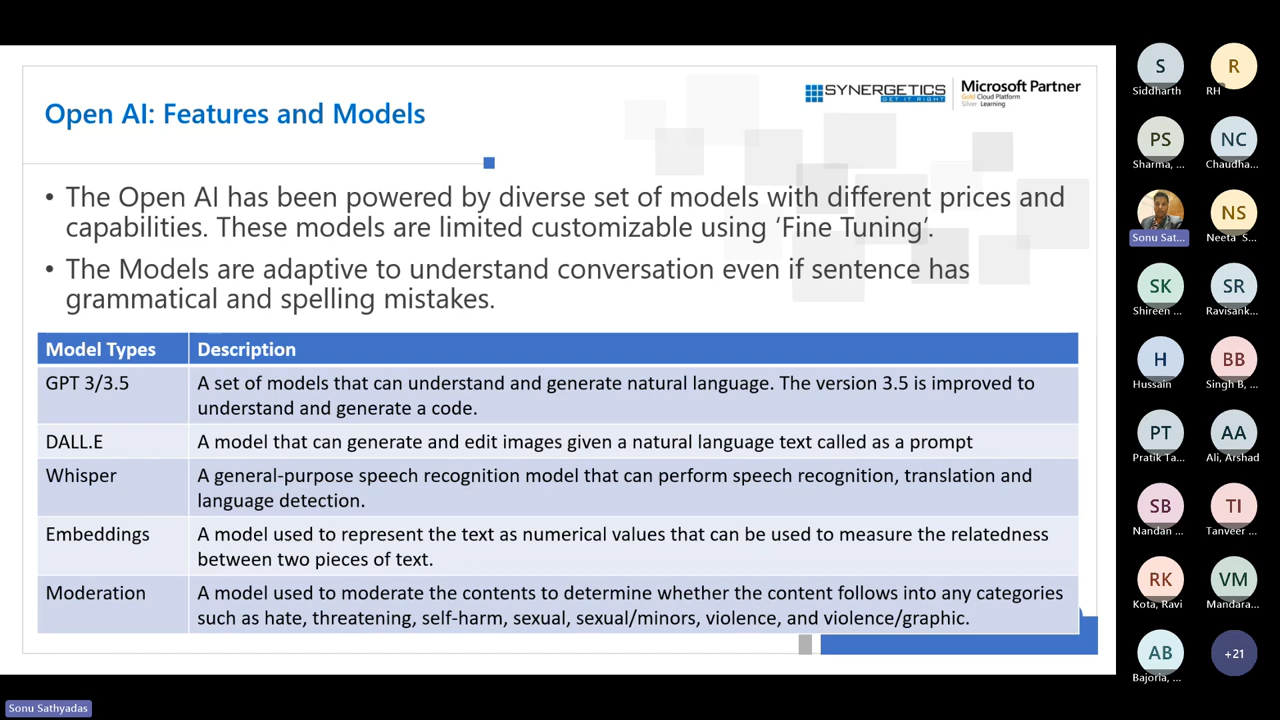 SYNERGETICS
GET IT RIGHT
Microsoft Partner
Gold Cloud Platform
Silver Learning
Open AI: Features and Models
• The Open AI has been powered by diverse set of models with different prices and
capabilities. These models are limited customizable using ‘Fine Tuning’.
• The Models are adaptive to understand conversation even if sentence has
grammatical and spelling mistakes.
Model Types Description
GPT 3/3.5 A set of models that can understand and generate natural language. The version 3.5 is improved to
understand and generate a code.
DALL.E A model that can generate and edit images given a natural language text called as a prompt
Whisper A general-purpose speech recognition model that can perform speech recognition, translation and
language detection.
Embeddings A model used to represent the text as numerical values that can be used to measure the relatedness
between two pieces of text.
Moderation A model used to moderate the contents to determine whether the content follows into any categories
such as hate, threatening, self-harm, sexual, sexual/minors, violence, and violence/graphic.
S R
Siddharth RH
PS NC
Sharma, ... Chaudha...
NS
Sonu Sat... Neeta S...
SK SR
Shireen ... Ravisank...
H BB
Hussain Singh B, ...
PT AA
Pratik Ta... Ali, Arshad
SB TI
Nandan ... Tanveer ...
RK VM
Kota, Ravi Mandara...
AB +21
Bajoria, ...
Sonu Sathyadas